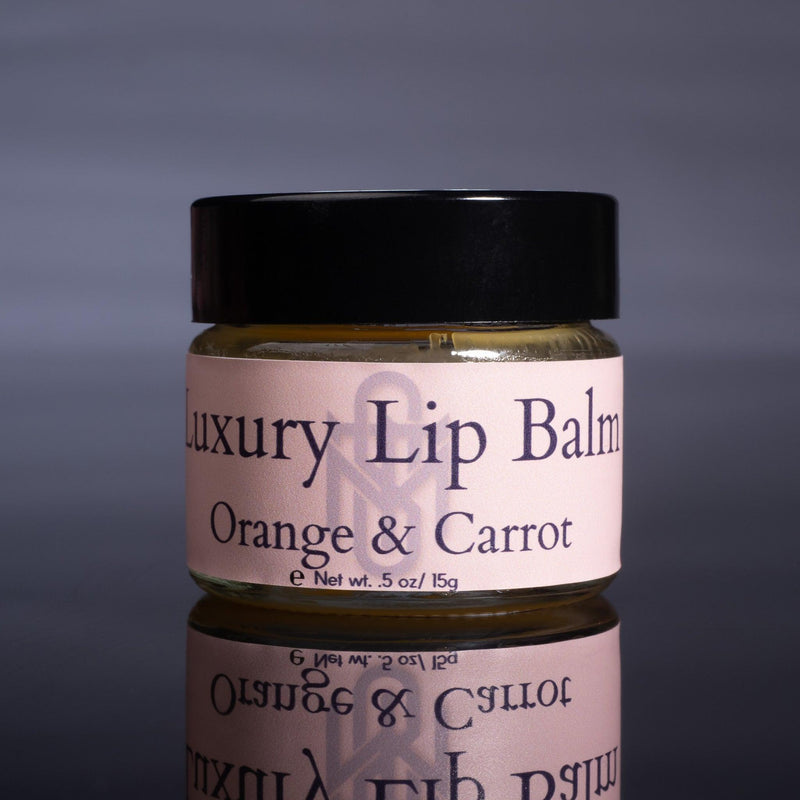 Luxury Lip Balm
Orange & Carrot
e Net wt. .5 oz/ 15g